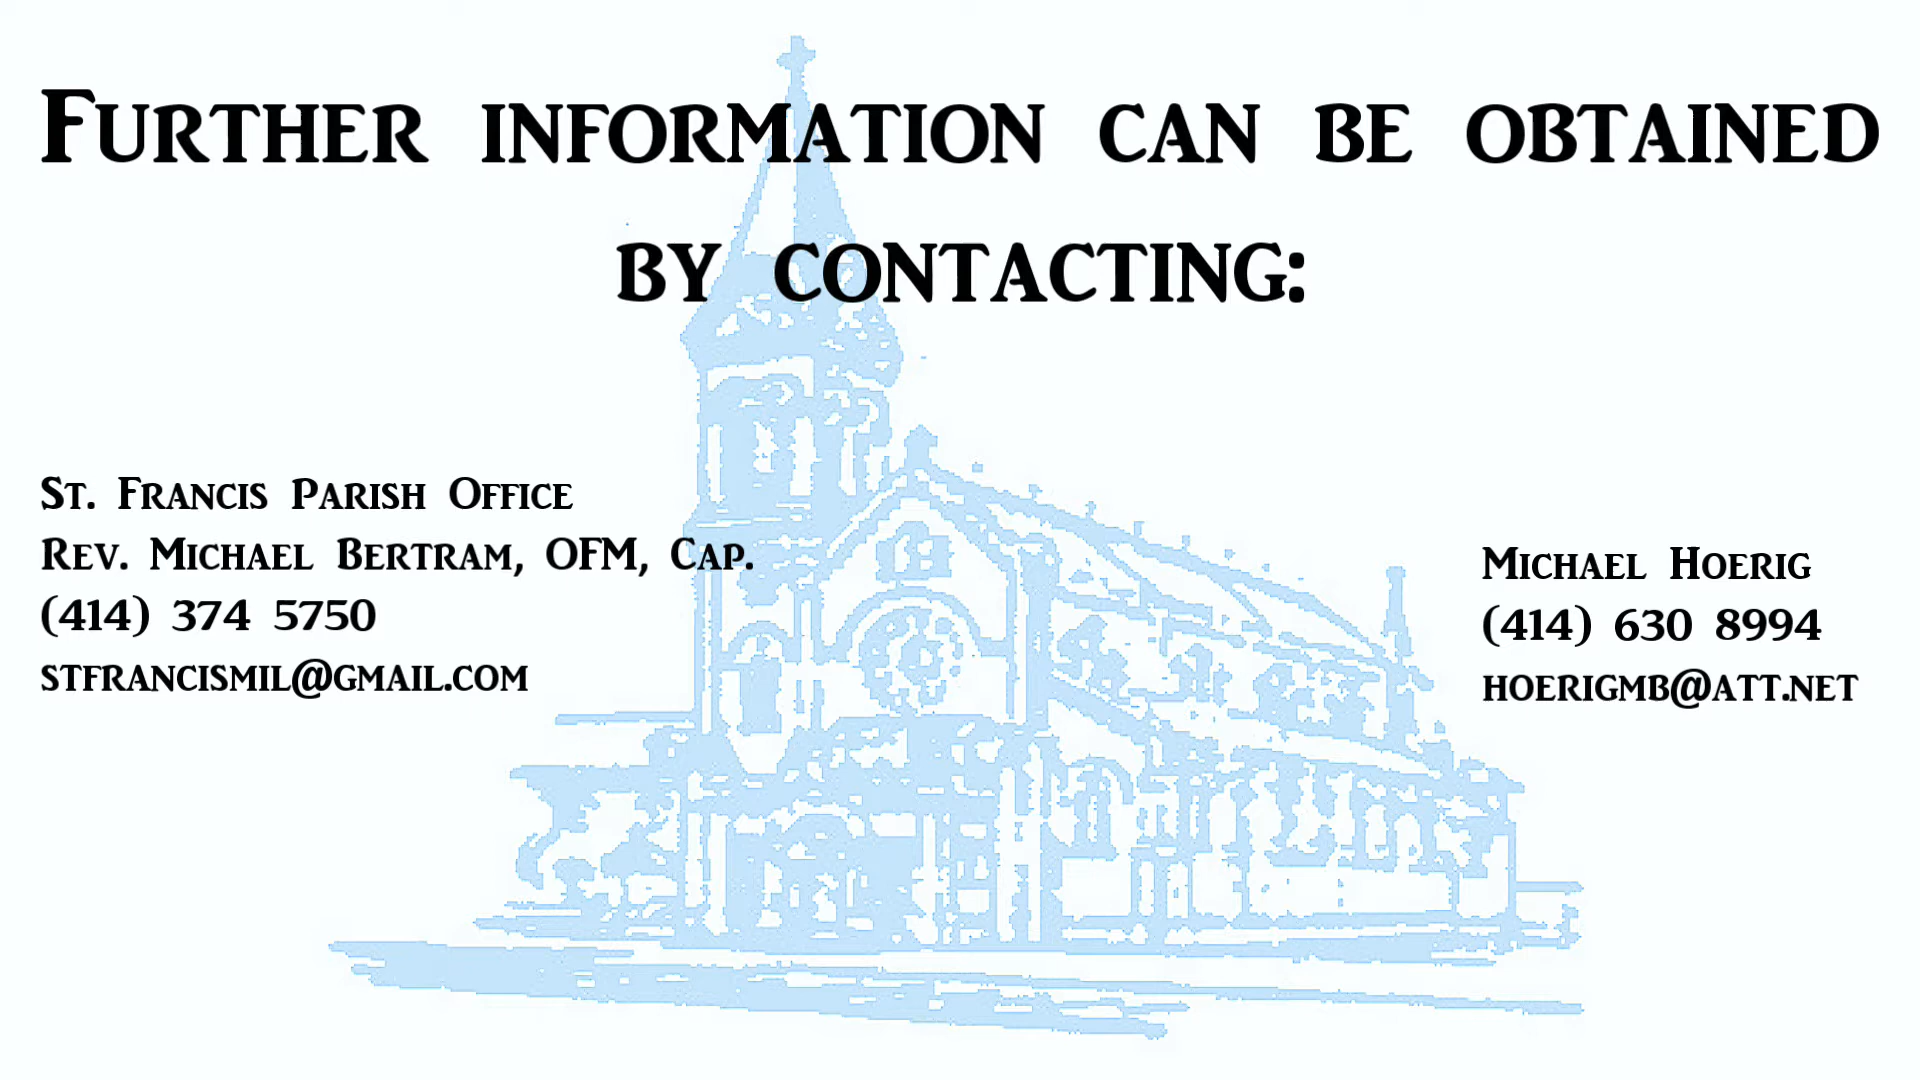 Further information can be obtained
by contacting:
St. Francis Parish Office
Rev. Michael Bertram, OFM, Cap.
(414) 374 5750
stfrancismil@gmail.com
Michael Hoerig
(414) 630 8994
hoerigmb@att.net